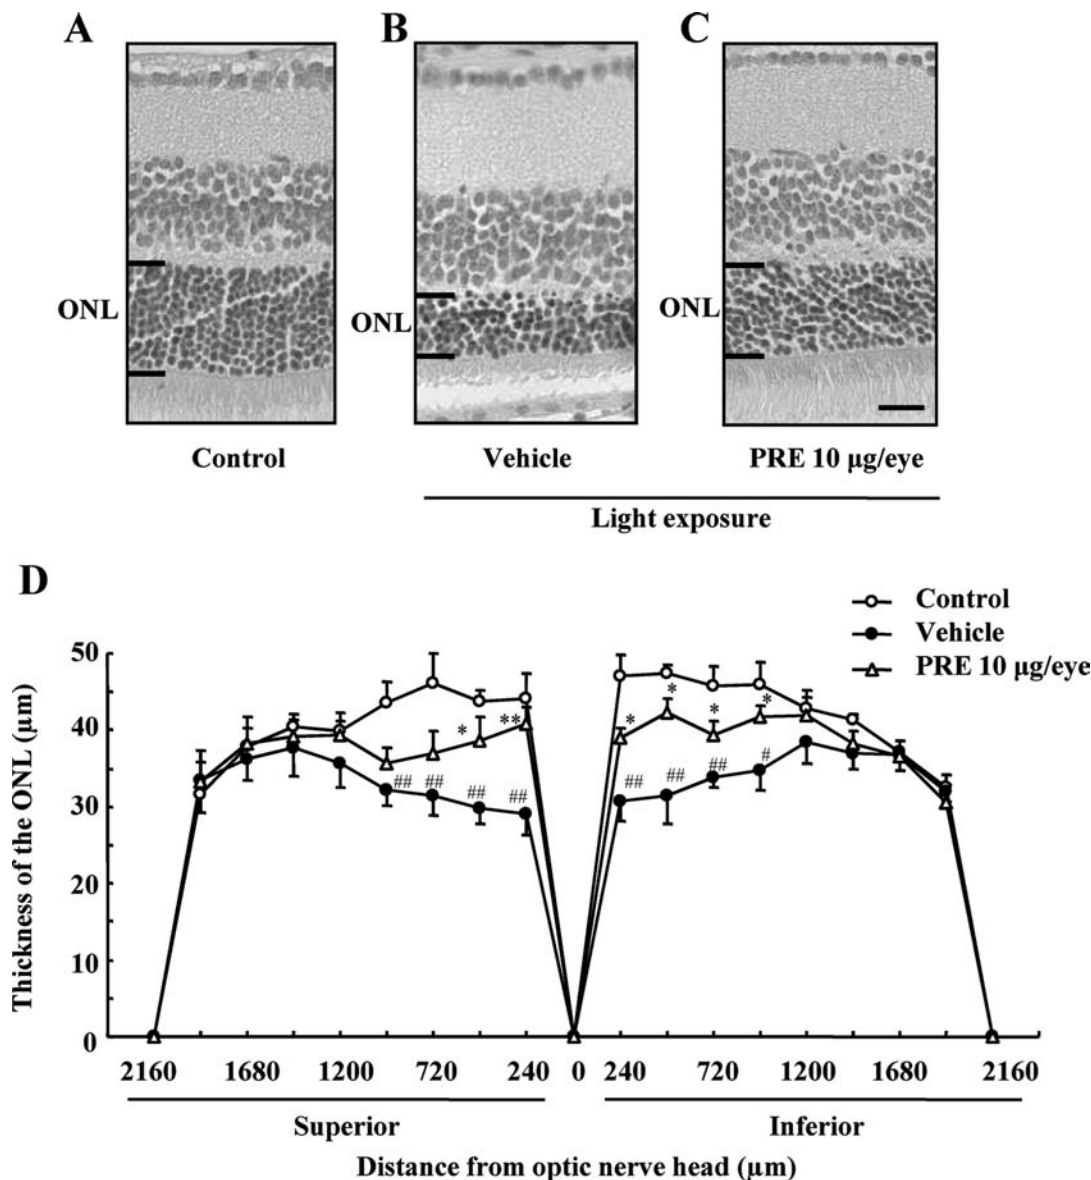 A
B
C
ONL
ONL
ONL
Control
Vehicle
PRE 10 µg/eye
Light exposure
D
Control
Vehicle
PRE 10 µg/eye
Thickness of the ONL (µm)
50
40
30
20
10
0
* ** * * * *
## ## ## ## ## ## ## #
2160 1680 1200 720 240 0 240 720 1200 1680 2160
Superior Inferior
Distance from optic nerve head (µm)